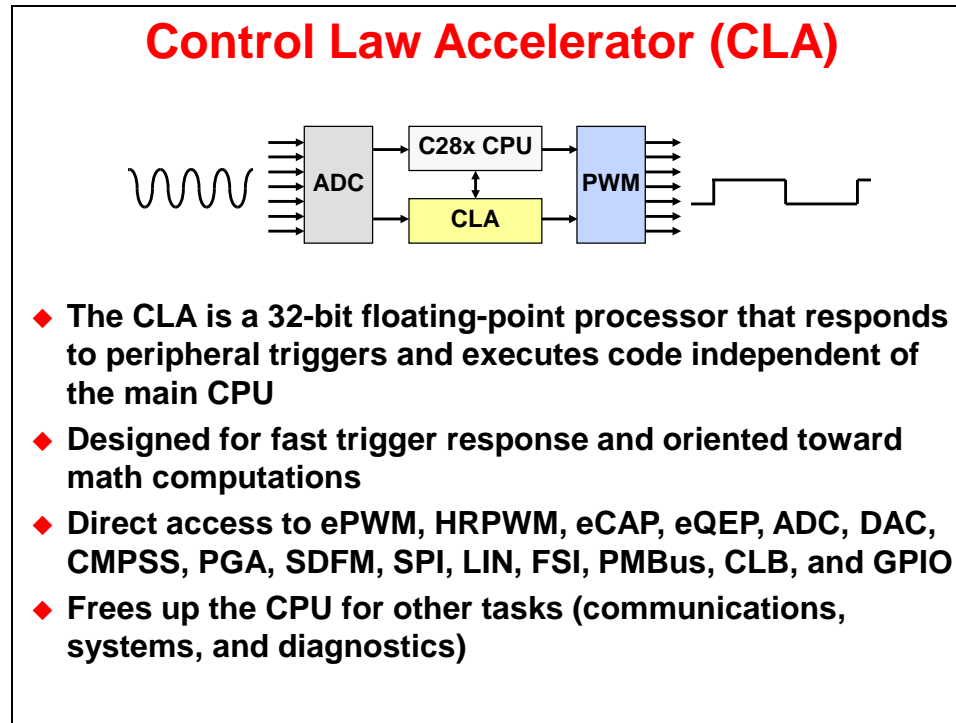 Control Law Accelerator (CLA)
C28x CPU
ADC
PWM
CLA
◆ The CLA is a 32-bit floating-point processor that responds
to peripheral triggers and executes code independent of
the main CPU
◆ Designed for fast trigger response and oriented toward
math computations
◆ Direct access to ePWM, HRPWM, eCAP, eQEP, ADC, DAC,
CMPSS, PGA, SDFM, SPI, LIN, FSI, PMBus, CLB, and GPIO
◆ Frees up the CPU for other tasks (communications,
systems, and diagnostics)